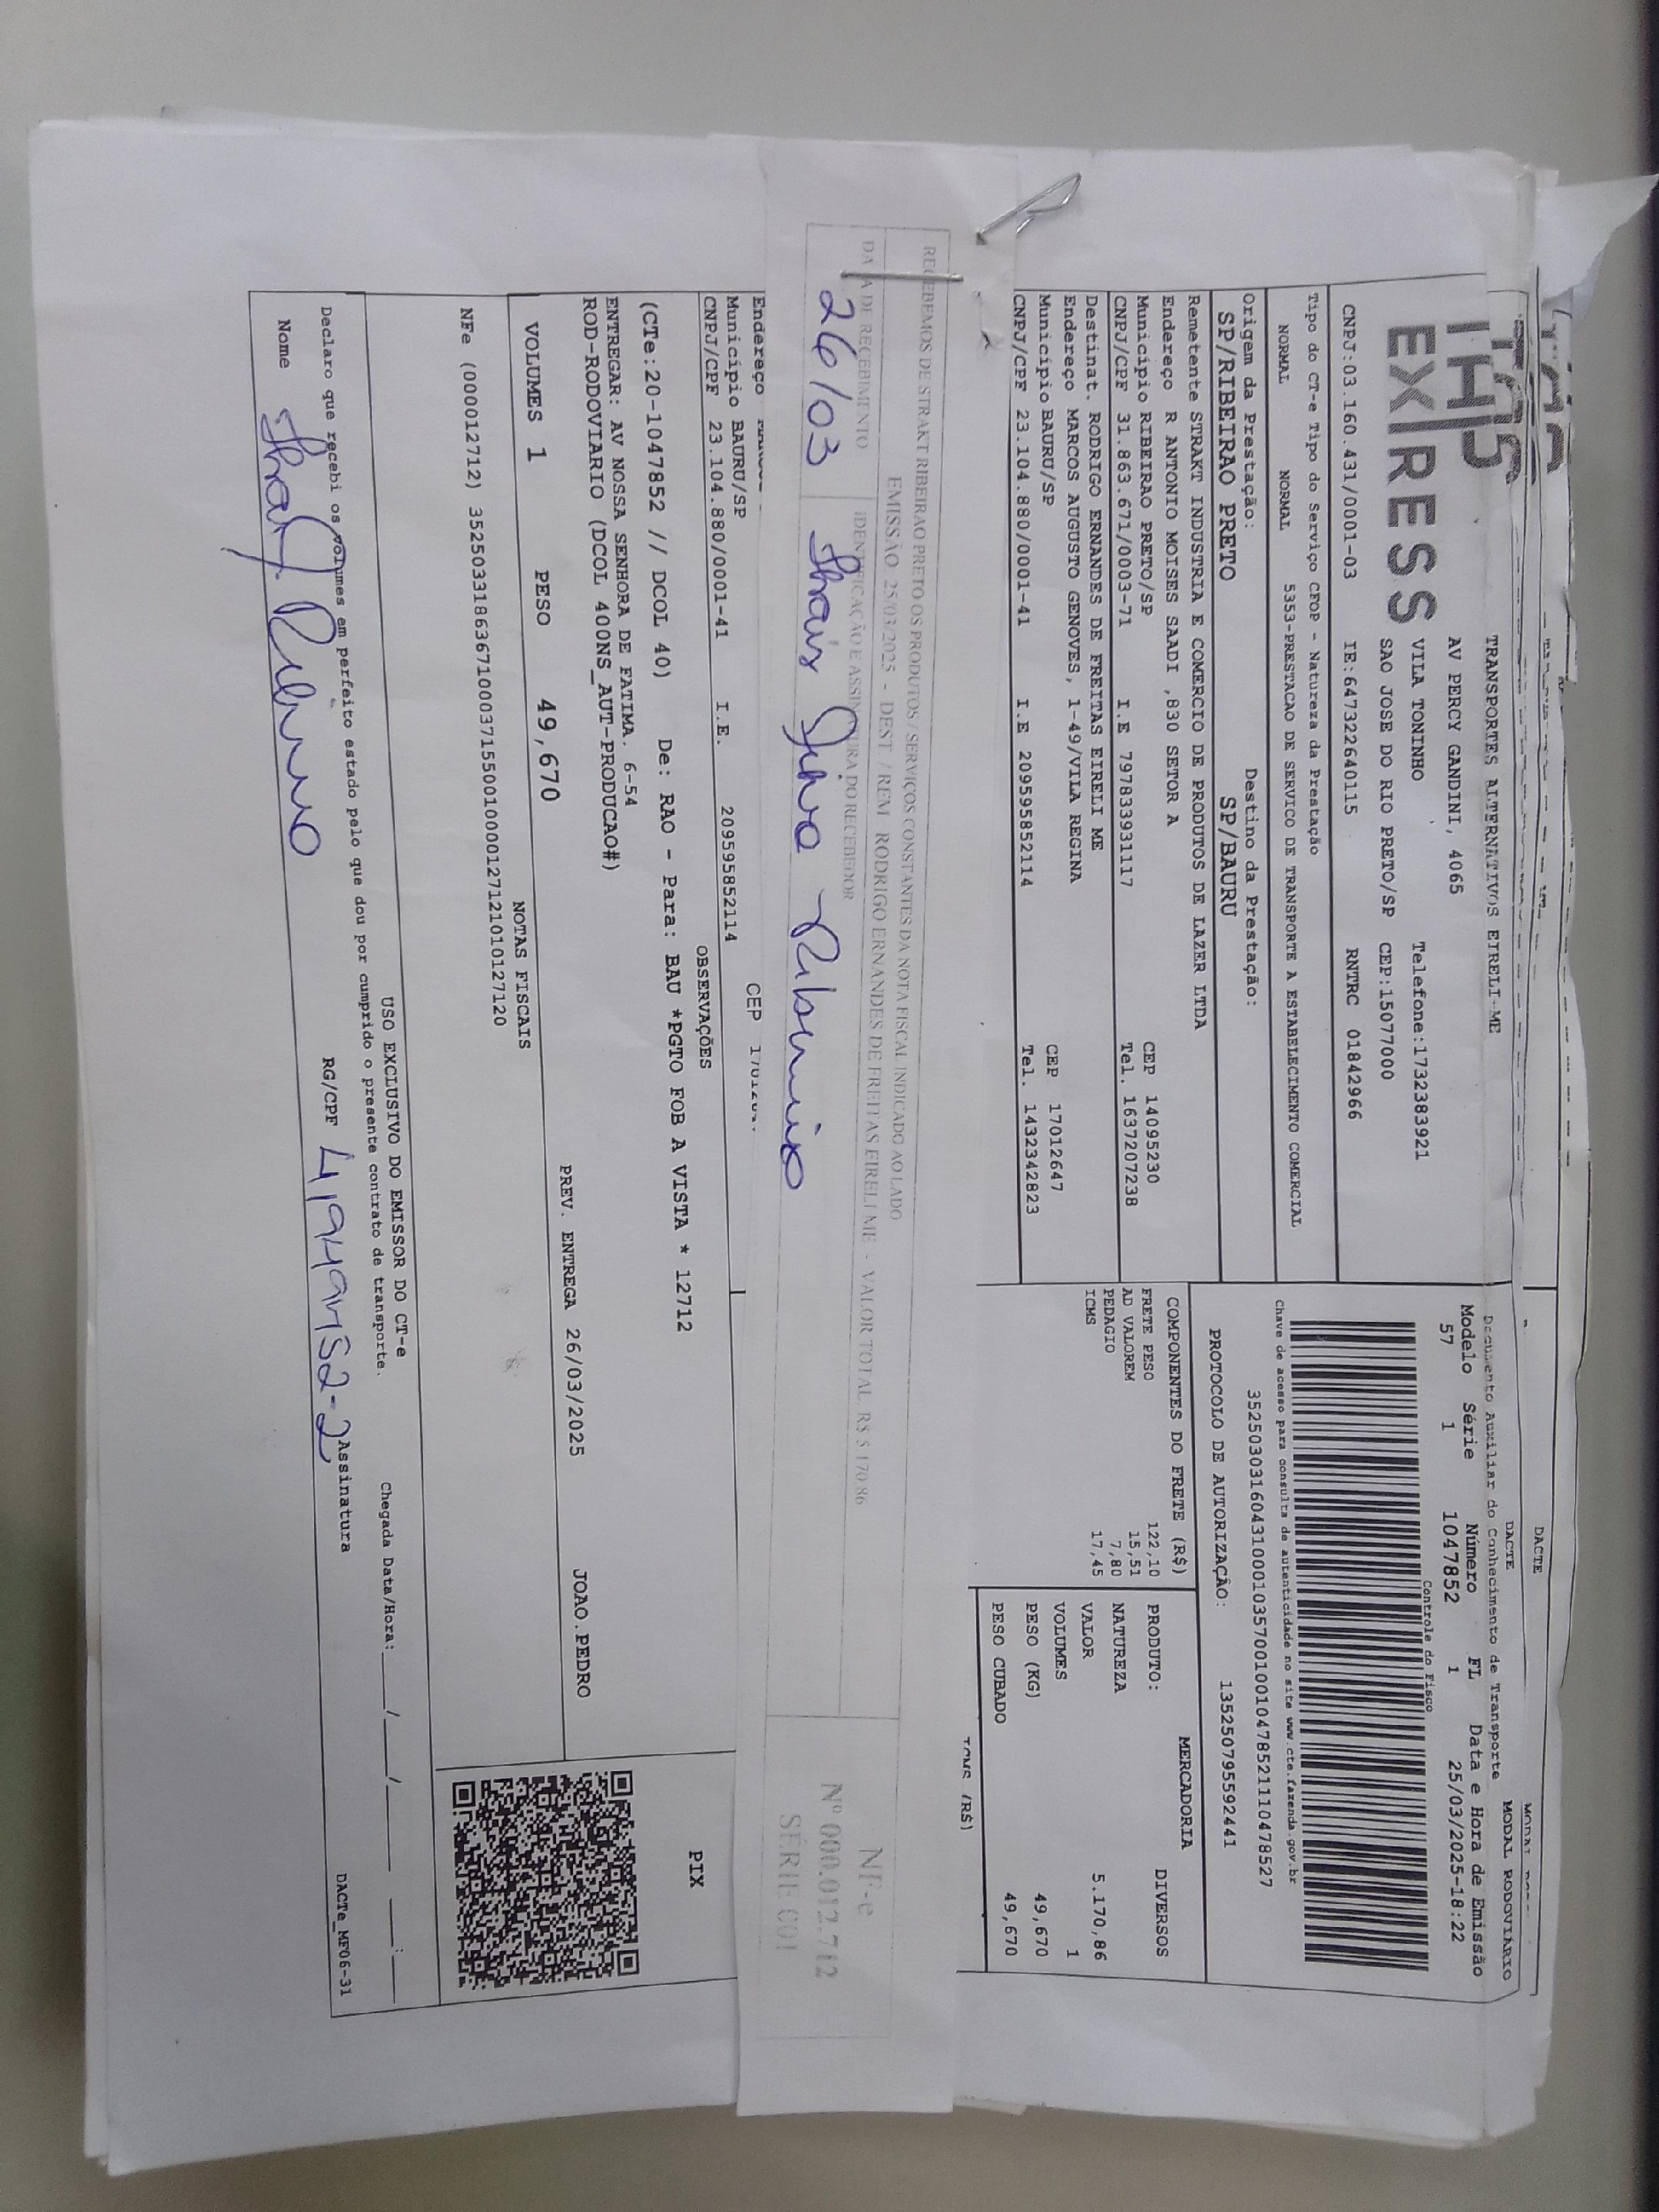 DACTE
DACTE
MODAL RODOVIÁRIO
THAS
EX RESS
TRANSPORTES ALTERNATIVOS EIRELI-ME
AV PERCY GANDINI, 4065
VILA TONINHO Telefone:1732383921
SAO JOSE DO RIO PRETO/SP CEP:15077000
CNPJ:03.160.431/0001-03 IE:647322640115 RNTRC 01842966
Documento Auxiliar do Conhecimento de Transporte
Modelo Série Número FL Data e Hora de Emissão
57 1 1047852 1 25/03/2025-18:22
Controle do Fisco
Chave de acesso para consulta de autenticidade no site www.cte.fazenda.gov.br
35250303160431000103570010010478521110478527
Tipo do CT-e Tipo do Serviço CFOP - Natureza da Prestação
NORMAL NORMAL 5353-PRESTACAO DE SERVICO DE TRANSPORTE A ESTABELECIMENTO COMERCIAL
PROTOCOLO DE AUTORIZAÇÃO: 135250795592441
Origem da Prestação: Destino da Prestação:
SP/RIBEIRAO PRETO SP/BAURU
Remetente STRAKT INDUSTRIA E COMERCIO DE PRODUTOS DE LAZER LTDA
Endereço R ANTONIO MOISES SAADI ,830 SETOR A
Município RIBEIRAO PRETO/SP CEP 14095230
CNPJ/CPF 31.863.671/0003-71 I.E 797833931117 Tel. 1637207238
Destinat. RODRIGO ERNANDES DE FREITAS EIRELI ME
Endereço MARCOS AUGUSTO GENOVES, 1-49/VILA REGINA
Município BAURU/SP CEP 17012647
CNPJ/CPF 23.104.880/0001-41 I.E 209595852114 Tel. 1432342823
COMPONENTES DO FRETE (R$)
FRETE PESO 122,10
AD VALOREM 15,51
PEDAGIO 7,80
ICMS 17,45
MERCADORIA
PRODUTO: DIVERSOS
NATUREZA
VALOR 5.170,86
VOLUMES 1
PESO (KG) 49,670
PESO CUBADO 49,670
ICMS (R$)
RECEBEMOS DE STRAKT RIBEIRAO PRETO OS PRODUTOS / SERVIÇOS CONSTANTES DA NOTA FISCAL INDICADO AO LADO
EMISSÃO 25/03/2025 - DEST / REM RODRIGO ERNANDES DE FREITAS EIRELI ME - VALOR TOTAL R$ 5.170,86
DATA DE RECEBIMENTO IDENTIFICAÇÃO E ASSINATURA DO RECEBEDOR
26/03
NF-e
Nº 000.012.712
SÉRIE 001
Endereço CEP
Município BAURU/SP
CNPJ/CPF 23.104.880/0001-41 I.E. 209595852114
OBSERVAÇÕES
(CTe:20-1047852 // DCOL 40) De: RAO - Para: BAU *PGTO FOB A VISTA * 12712
ENTREGAR: AV NOSSA SENHORA DE FATIMA. 6-54
ROD-RODOVIARIO (DCOL 400NS_AUT-PRODUCAO#)
PIX
VOLUMES 1 PESO 49,670 PREV. ENTREGA 26/03/2025 JOAO.PEDRO
NOTAS FISCAIS
NFe (000012712) 35250331863671000371550010000127121010127120
USO EXCLUSIVO DO EMISSOR DO CT-e
Declaro que recebi os volumes em perfeito estado pelo que dou por cumprido o presente contrato de transporte.
Chegada Data/Hora: ___/___/____ __:__
Nome RG/CPF Assinatura
DACTe_MF06-31